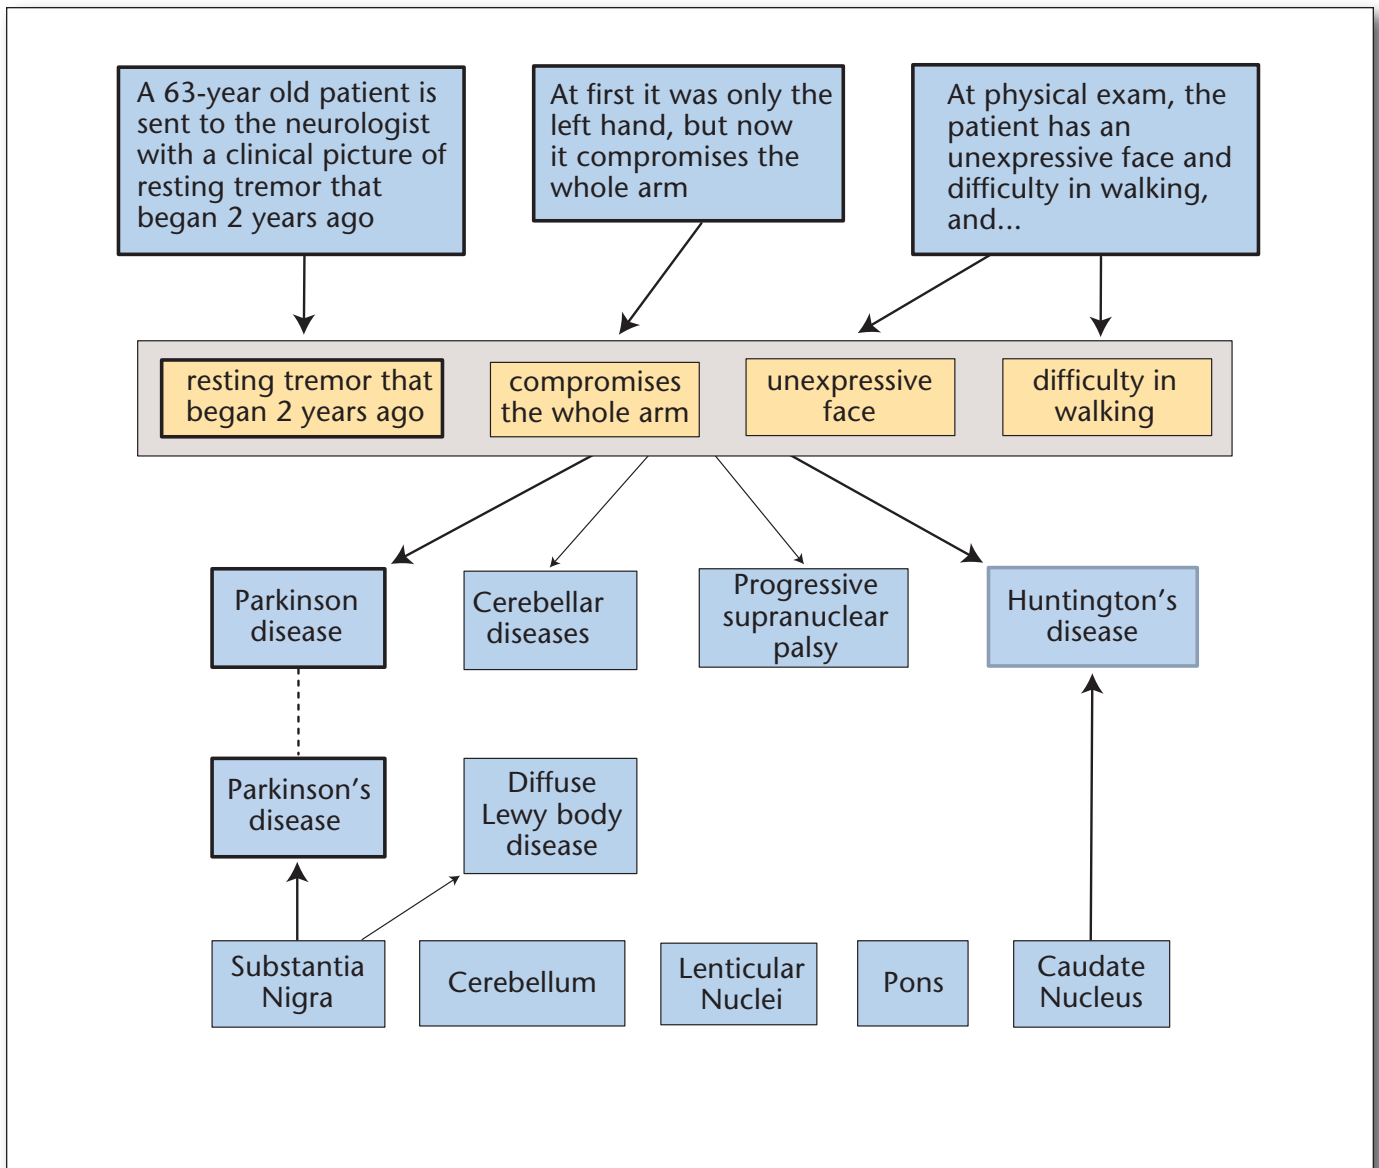 A 63-year old patient is
sent to the neurologist
with a clinical picture of
resting tremor that
began 2 years ago
At first it was only the
left hand, but now
it compromises the
whole arm
At physical exam, the
patient has an
unexpressive face and
difficulty in walking,
and...
resting tremor that
began 2 years ago
compromises
the whole arm
unexpressive
face
difficulty in
walking
Parkinson
disease
Cerebellar
diseases
Progressive
supranuclear
palsy
Huntington’s
disease
Parkinson’s
disease
Diffuse
Lewy body
disease
Substantia
Nigra
Cerebellum
Lenticular
Nuclei
Pons
Caudate
Nucleus